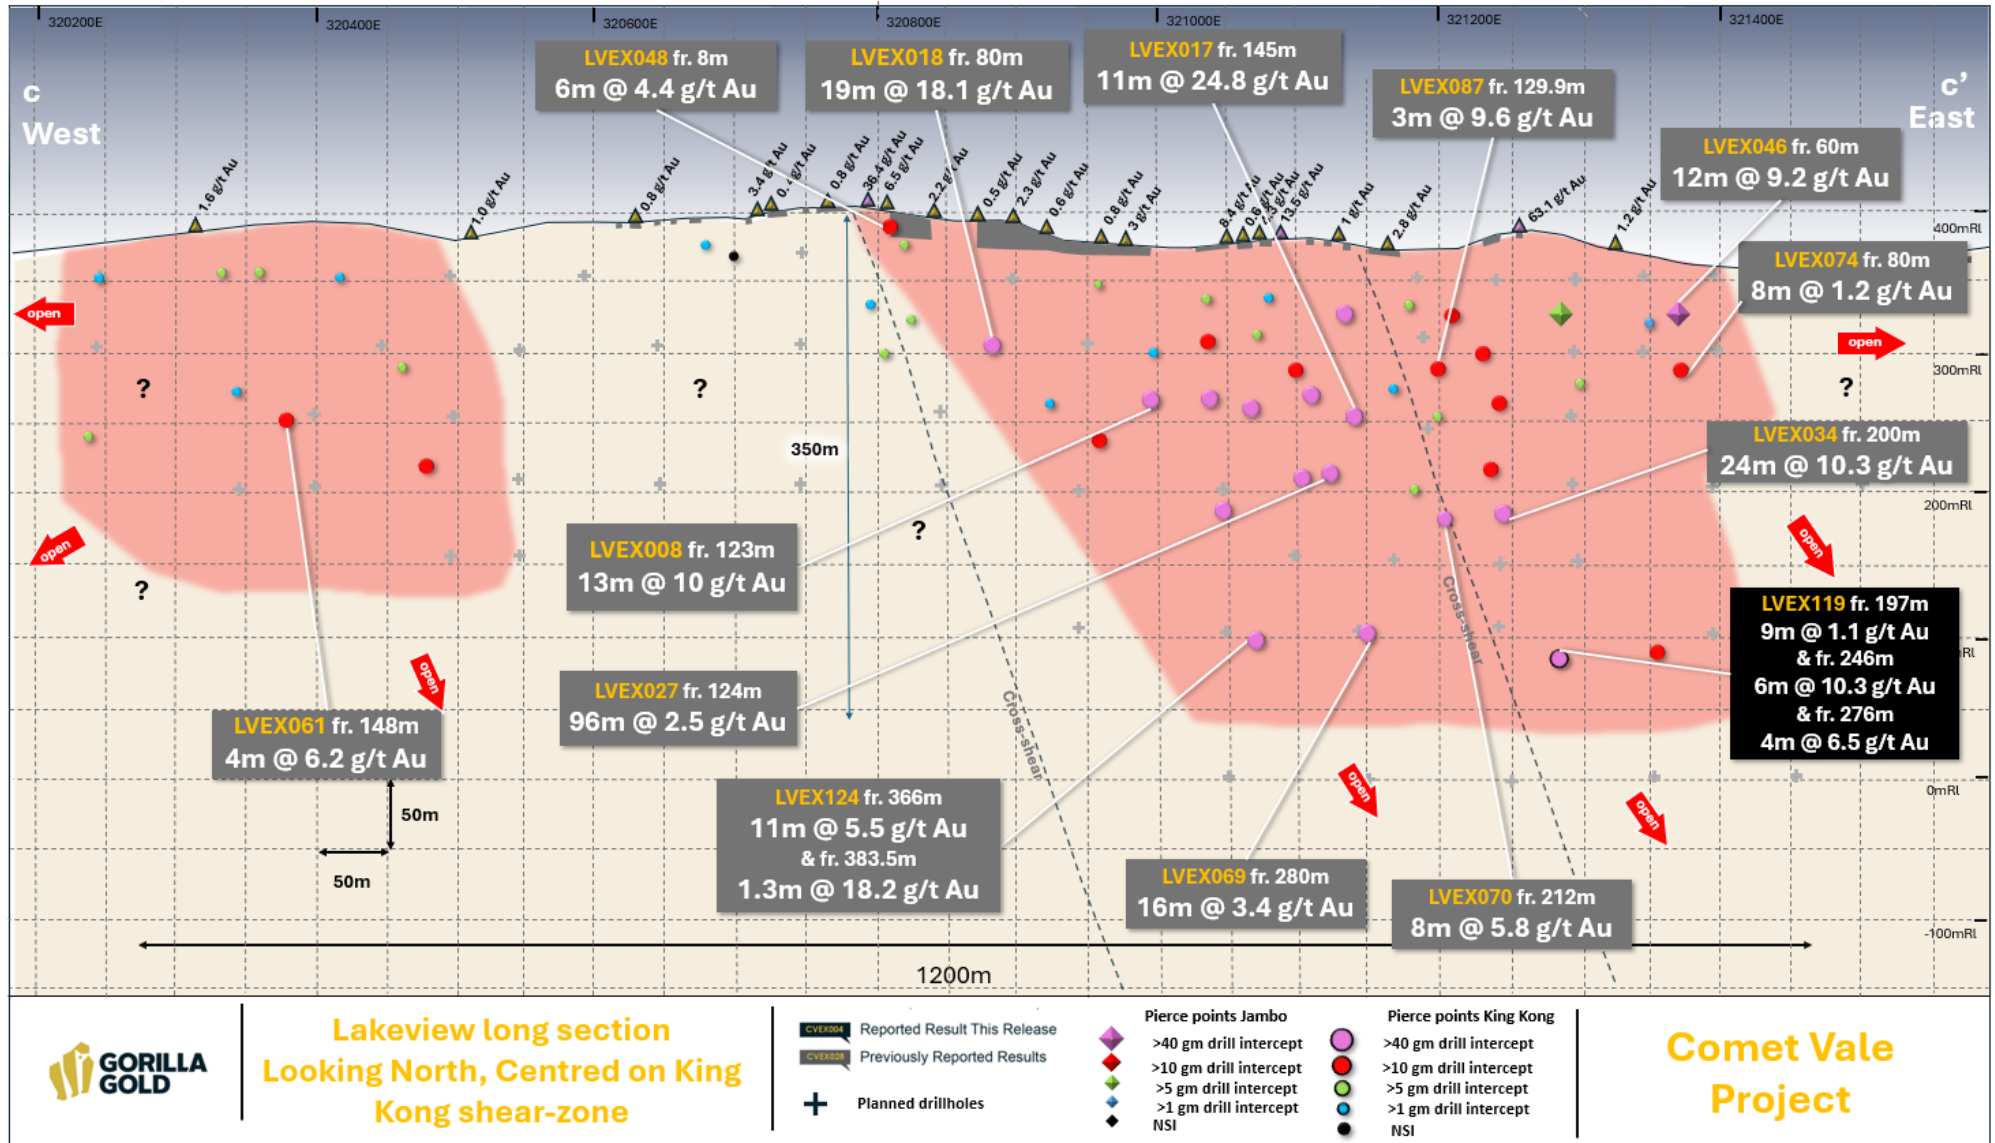 320200E
320400E
320600E
320800E
321000E
321200E
321400E
c
West
c’
East
LVEX048 fr. 8m
6m @ 4.4 g/t Au
LVEX018 fr. 80m
19m @ 18.1 g/t Au
LVEX017 fr. 145m
11m @ 24.8 g/t Au
LVEX087 fr. 129.9m
3m @ 9.6 g/t Au
LVEX046 fr. 60m
12m @ 9.2 g/t Au
LVEX074 fr. 80m
8m @ 1.2 g/t Au
1.6 g/t Au
1.0 g/t Au
0.8 g/t Au
3.4 g/t Au
g/t Au
0.8 g/t Au
36.4 g/t Au
6.5 g/t Au
2.2 g/t Au
0.5 g/t Au
2.3 g/t Au
0.6 g/t Au
0.8 g/t Au
3 g/t Au
8.4 g/t Au
0.6 g/t Au
g/t Au
13.5 g/t Au
1 g/t Au
2.8 g/t Au
63.1 g/t Au
1.2 g/t Au
400mRl
300mRl
200mRl
Rl
0mRl
-100mRl
open
open
open
open
open
open
open
?
?
?
?
?
350m
LVEX034 fr. 200m
24m @ 10.3 g/t Au
LVEX008 fr. 123m
13m @ 10 g/t Au
LVEX027 fr. 124m
96m @ 2.5 g/t Au
LVEX061 fr. 148m
4m @ 6.2 g/t Au
LVEX119 fr. 197m
9m @ 1.1 g/t Au
& fr. 246m
6m @ 10.3 g/t Au
& fr. 276m
4m @ 6.5 g/t Au
Cross-shear
Cross-shear
LVEX124 fr. 366m
11m @ 5.5 g/t Au
& fr. 383.5m
1.3m @ 18.2 g/t Au
LVEX069 fr. 280m
16m @ 3.4 g/t Au
LVEX070 fr. 212m
8m @ 5.8 g/t Au
50m
50m
1200m
GORILLA
GOLD
Lakeview long section
Looking North, Centred on King
Kong shear-zone
CVEX004 Reported Result This Release
CVEX028 Previously Reported Results
Planned drillholes
Pierce points Jambo
>40 gm drill intercept
>10 gm drill intercept
>5 gm drill intercept
>1 gm drill intercept
NSI
Pierce points King Kong
>40 gm drill intercept
>10 gm drill intercept
>5 gm drill intercept
>1 gm drill intercept
NSI
Comet Vale
Project